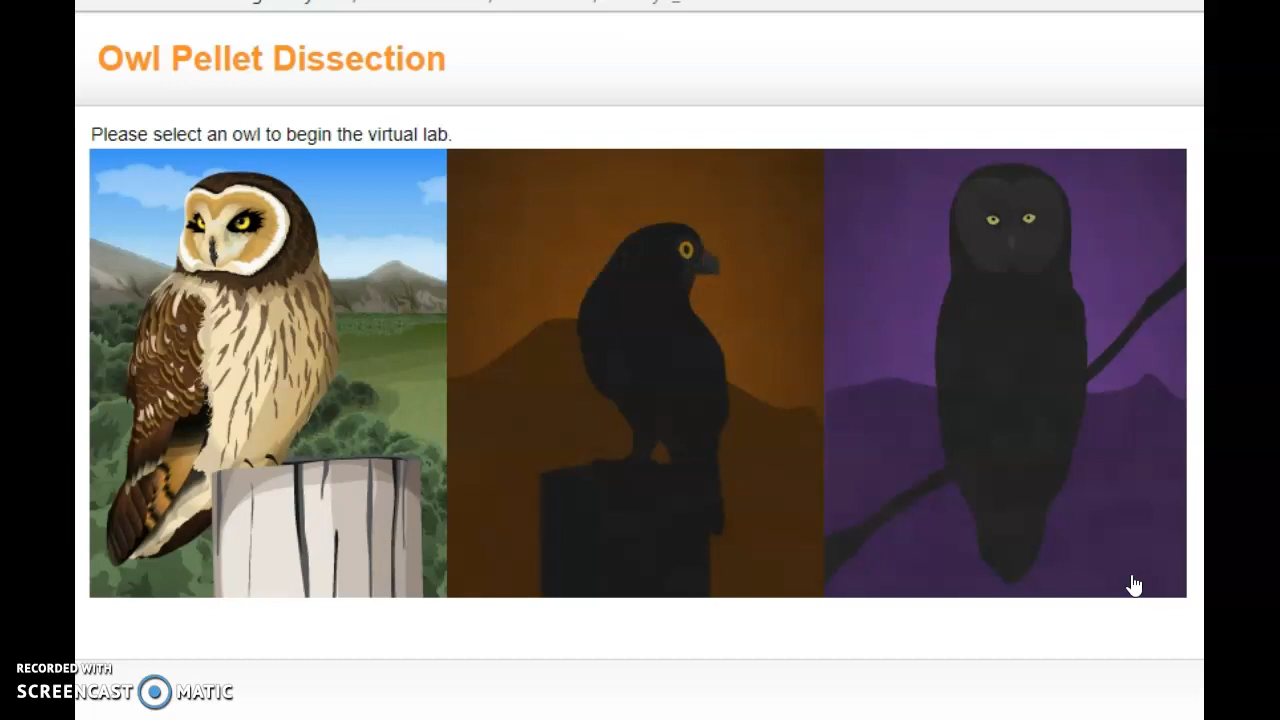 Owl Pellet Dissection
Please select an owl to begin the virtual lab.
RECORDED WITH
SCREENCAST MATIC